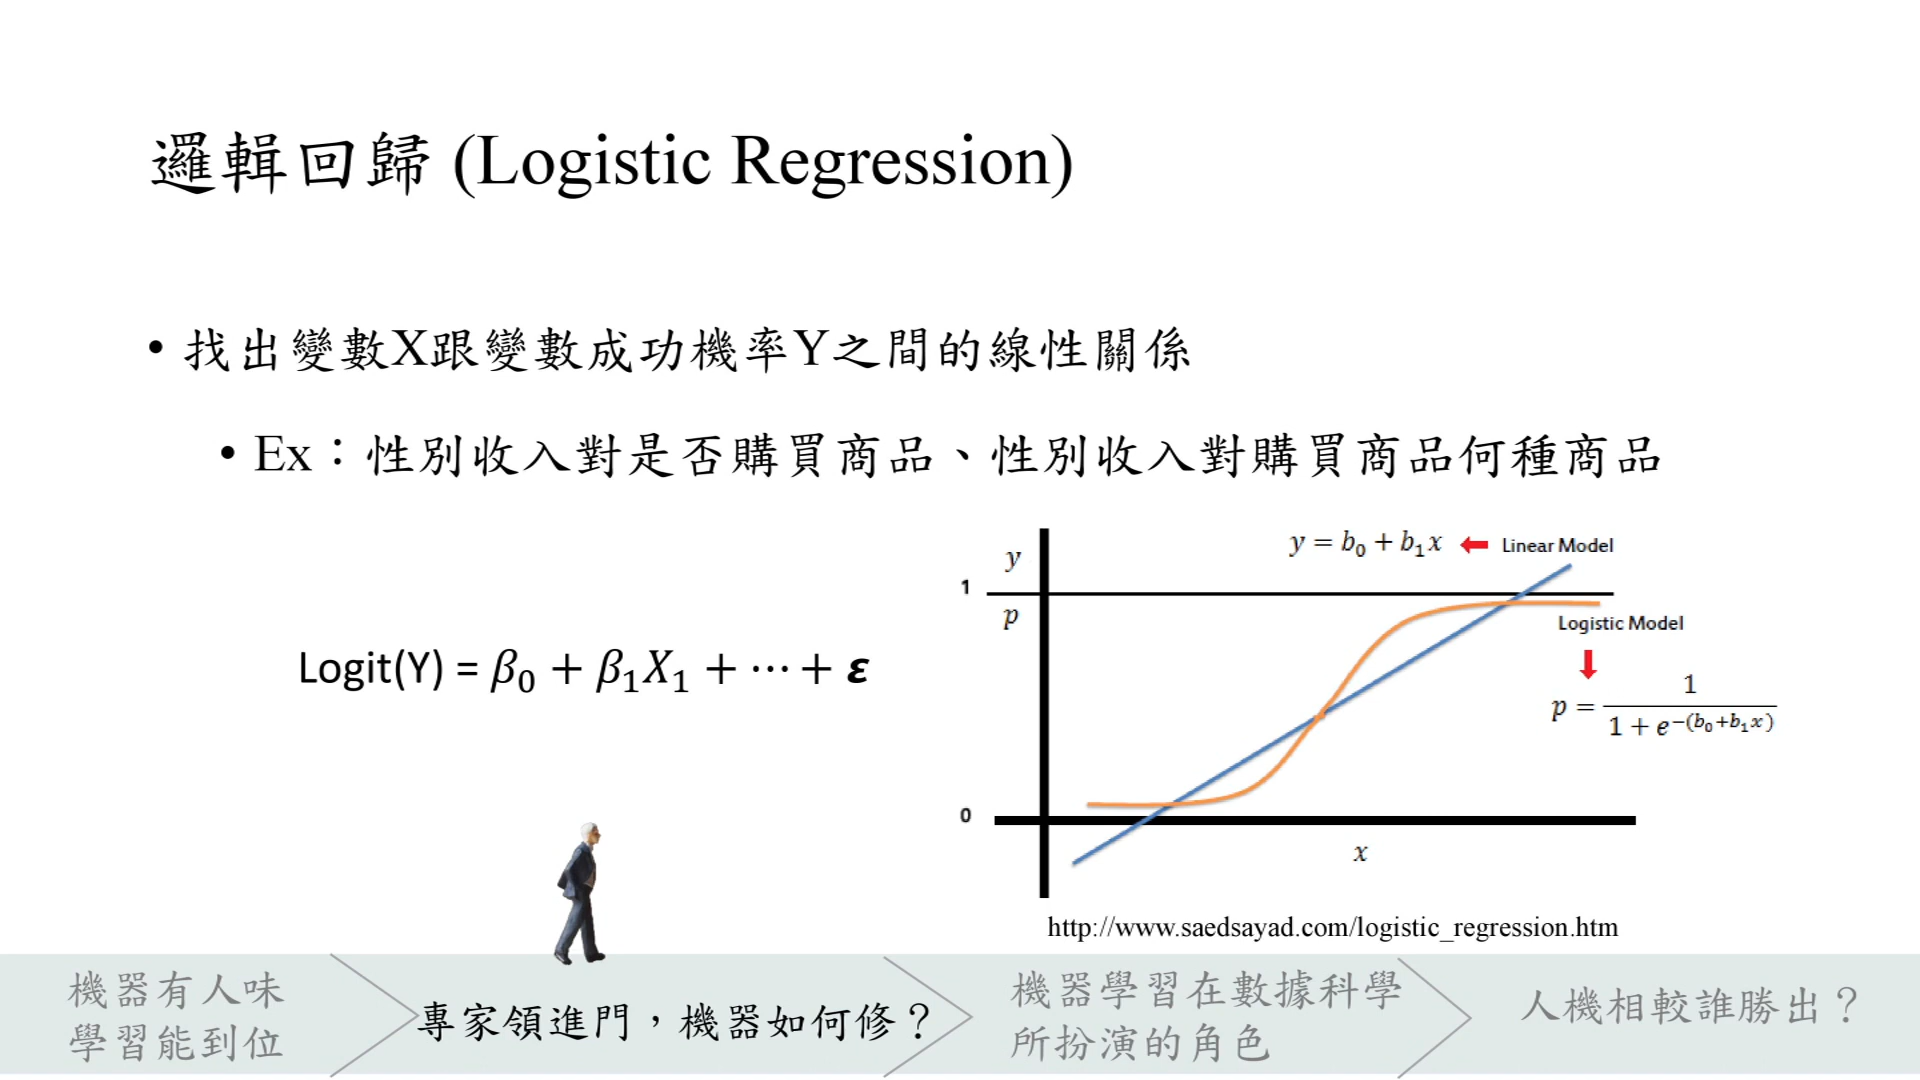 邏輯回歸 (Logistic Regression)
• 找出變數X跟變數成功機率Y之間的線性關係
• Ex：性別收入對是否購買商品、性別收入對購買商品何種商品
Logit(Y) = β₀ + β₁X₁ + ⋯ + ε
y
1
p
0
x
y = b₀ + b₁x
Linear Model
Logistic Model
p = 1 / (1 + e^−(b₀+b₁x))
http://www.saedsayad.com/logistic_regression.htm
機器有人味
學習能到位
專家領進門，機器如何修？
機器學習在數據科學
所扮演的角色
人機相較誰勝出？